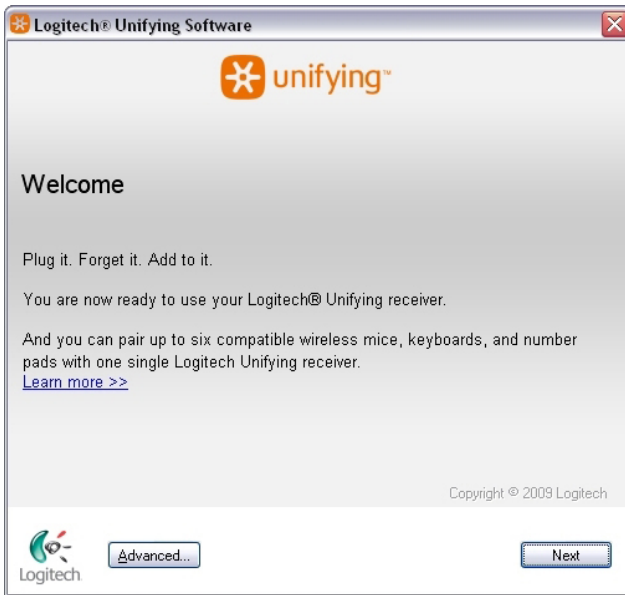 Logitech® Unifying Software
unifying™
Welcome
Plug it. Forget it. Add to it.
You are now ready to use your Logitech® Unifying receiver.
And you can pair up to six compatible wireless mice, keyboards, and number
pads with one single Logitech Unifying receiver.
Learn more >>
Copyright © 2009 Logitech
Logitech
Advanced...
Next